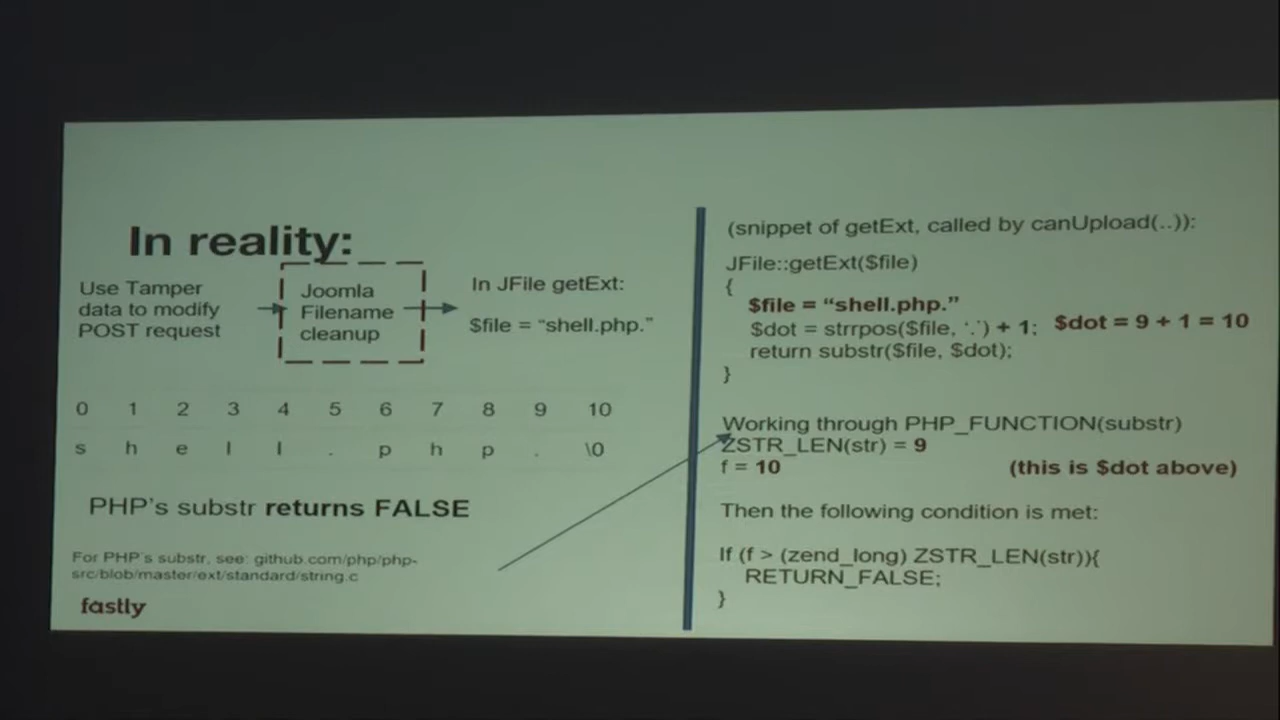 In reality:
Use Tamper
data to modify
POST request
Joomla
Filename
cleanup
In JFile getExt:
$file = “shell.php.”
0 1 2 3 4 5 6 7 8 9 10
s h e l l . p h p . \0
PHP's substr returns FALSE
For PHP's substr, see: github.com/php/php-
src/blob/master/ext/standard/string.c
fastly
(snippet of getExt, called by canUpload(..)):
JFile::getExt($file)
{
$file = “shell.php.”
$dot = strrpos($file, '.') + 1; $dot = 9 + 1 = 10
return substr($file, $dot);
}
Working through PHP_FUNCTION(substr)
ZSTR_LEN(str) = 9
f = 10 (this is $dot above)
Then the following condition is met:
If (f > (zend_long) ZSTR_LEN(str)){
RETURN_FALSE;
}